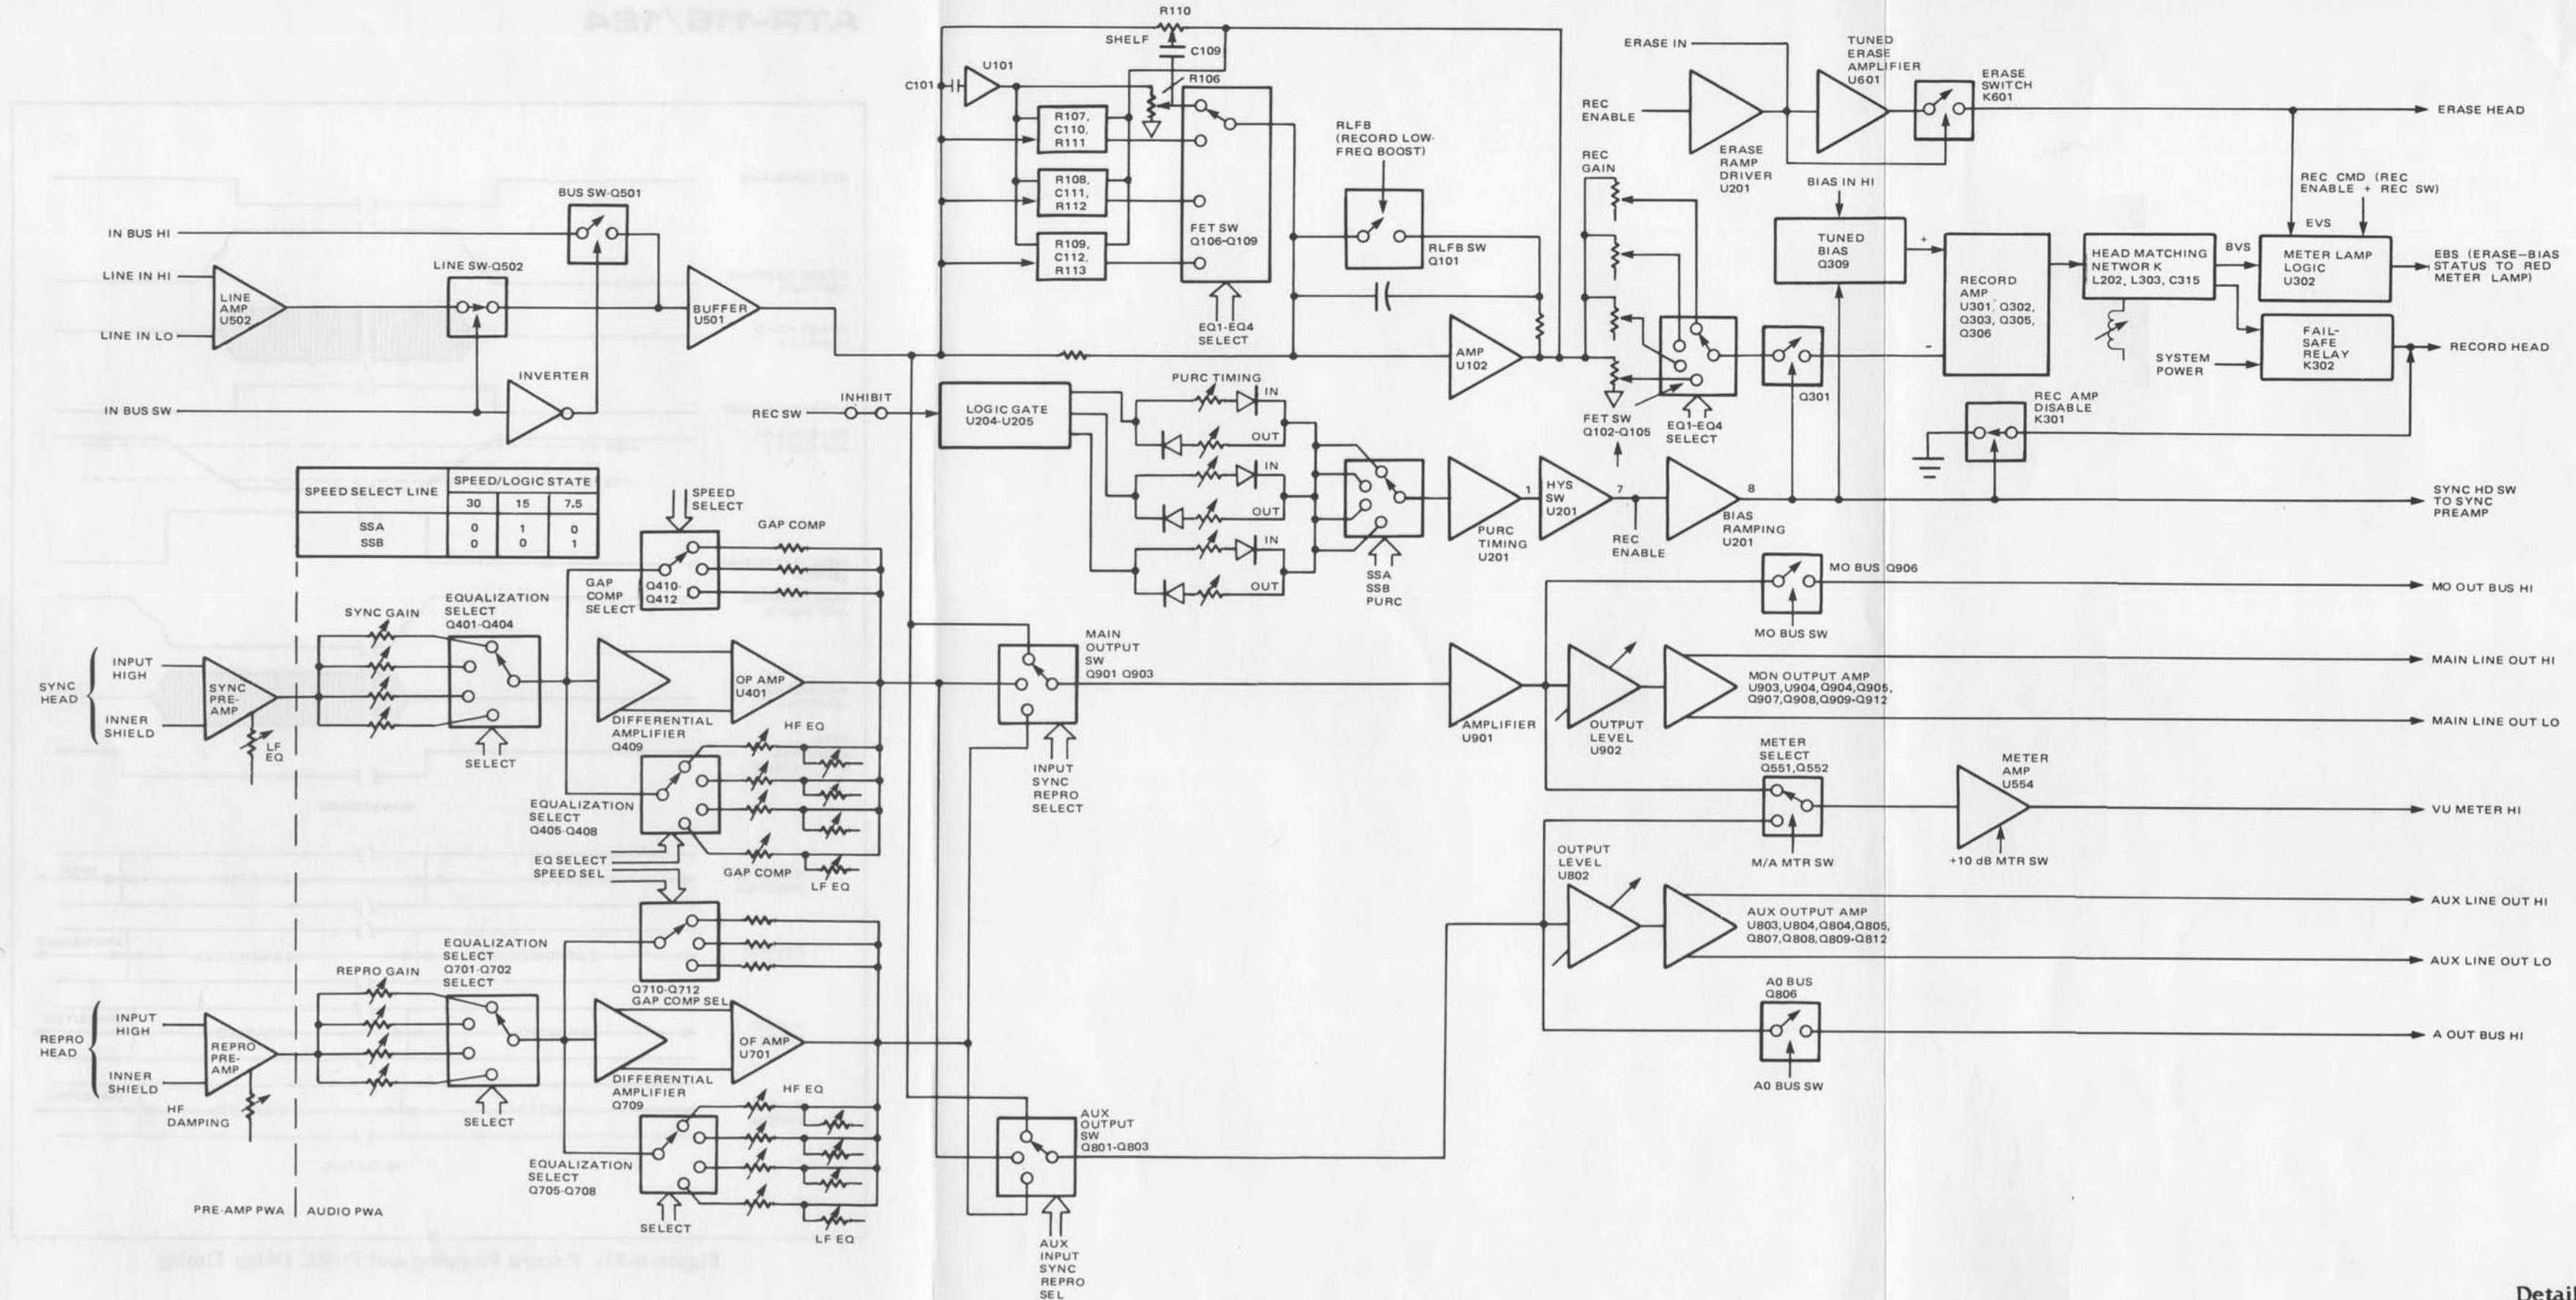 ATR-116/124
R110
SHELF
C109
U101
C101
R106
R107,
C110,
R111
R108,
C111,
R112
R109,
C112,
R113
FET SW
Q106-Q109
EQ1-EQ4
SELECT
RLFB
(RECORD LOW-
FREQ BOOST)
RLFB SW
Q101
AMP
U102
REC
GAIN
FET SW
Q102-Q105
EQ1-EQ4
SELECT
Q301
ERASE IN
REC
ENABLE
ERASE
RAMP
DRIVER
U201
TUNED
ERASE
AMPLIFIER
U601
ERASE
SWITCH
K601
ERASE HEAD
BIAS IN HI
TUNED
BIAS
Q309
+
-
RECORD
AMP
U301, Q302,
Q303, Q305,
Q306
HEAD MATCHING
NETWORK
L202, L303, C315
BVS
REC CMD (REC
ENABLE + REC SW)
EVS
METER LAMP
LOGIC
U302
EBS (ERASE-BIAS
STATUS TO RED
METER LAMP)
SYSTEM
POWER
FAIL-
SAFE
RELAY
K302
RECORD HEAD
REC AMP
DISABLE
K301
BUS SW-Q501
IN BUS HI
LINE IN HI
LINE SW-Q502
LINE
AMP
U502
BUFFER
U501
LINE IN LO
INVERTER
IN BUS SW
REC SW
INHIBIT
LOGIC GATE
U204-U205
PURC TIMING
IN
OUT
IN
OUT
IN
OUT
SSA
SSB
PURC
PURC
TIMING
U201
1
HYS
SW
U201
7
REC
ENABLE
BIAS
RAMPING
U201
8
SYNC HD SW
TO SYNC
PREAMP
SPEED SELECT LINE
SPEED/LOGIC STATE
30 15 7.5
SSA 0 1 0
SSB 0 0 1
SPEED
SELECT
GAP COMP
GAP
COMP
SELECT
Q410-
Q412
SYNC GAIN
EQUALIZATION
SELECT
Q401-Q404
SYNC
HEAD
INPUT
HIGH
INNER
SHIELD
SYNC
PRE-
AMP
LF
EQ
SELECT
DIFFERENTIAL
AMPLIFIER
Q409
OP AMP
U401
HF EQ
EQUALIZATION
SELECT
Q405-Q408
EQ SELECT
SPEED SEL
GAP COMP
LF EQ
MAIN
OUTPUT
SW
Q901 Q903
INPUT
SYNC
REPRO
SELECT
AMPLIFIER
U901
OUTPUT
LEVEL
U902
MO BUS Q906
MO BUS SW
MO OUT BUS HI
MON OUTPUT AMP
U903,U904,Q904,Q905,
Q907,Q908,Q909-Q912
MAIN LINE OUT HI
MAIN LINE OUT LO
METER
SELECT
Q551,Q552
M/A MTR SW
METER
AMP
U554
+10 dB MTR SW
VU METER HI
OUTPUT
LEVEL
U802
AUX OUTPUT AMP
U803,U804,Q804,Q805,
Q807,Q808,Q809-Q812
AUX LINE OUT HI
AUX LINE OUT LO
A0 BUS
Q806
A0 BUS SW
A OUT BUS HI
REPRO GAIN
EQUALIZATION
SELECT
Q701-Q702
SELECT
REPRO
HEAD
INPUT
HIGH
INNER
SHIELD
REPRO
PRE-
AMP
HF
DAMPING
SELECT
Q710-Q712
GAP COMP SEL
DIFFERENTIAL
AMPLIFIER
Q709
OF AMP
U701
HF EQ
EQUALIZATION
SELECT
Q705-Q708
SELECT
LF EQ
AUX
OUTPUT
SW
Q801-Q803
AUX
INPUT
SYNC
REPRO
SEL
PRE-AMP PWA
AUDIO PWA
Figure 4-31. Record Ramping and PURC Delay Timing
Detail